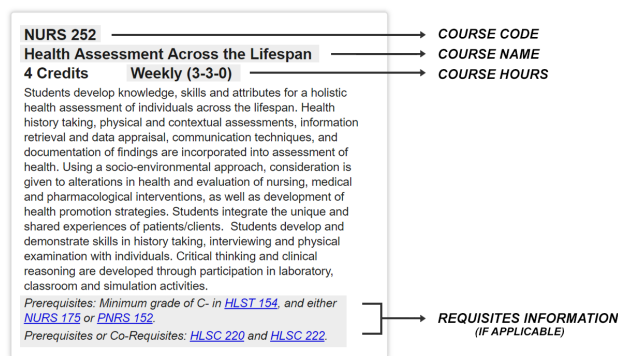 NURS 252
COURSE CODE
Health Assessment Across the Lifespan
COURSE NAME
4 Credits Weekly (3-3-0)
COURSE HOURS
Students develop knowledge, skills and attributes for a holistic
health assessment of individuals across the lifespan. Health
history taking, physical and contextual assessments, information
retrieval and data appraisal, communication techniques, and
documentation of findings are incorporated into assessment of
health. Using a socio-environmental approach, consideration is
given to alterations in health and evaluation of nursing, medical
and pharmacological interventions, as well as development of
health promotion strategies. Students integrate the unique and
shared experiences of patients/clients. Students develop and
demonstrate skills in history taking, interviewing and physical
examination with individuals. Critical thinking and clinical
reasoning are developed through participation in laboratory,
classroom and simulation activities.
Prerequisites: Minimum grade of C- in HLST 154, and either
NURS 175 or PNRS 152.
Prerequisites or Co-Requisites: HLSC 220 and HLSC 222.
REQUISITES INFORMATION
(IF APPLICABLE)